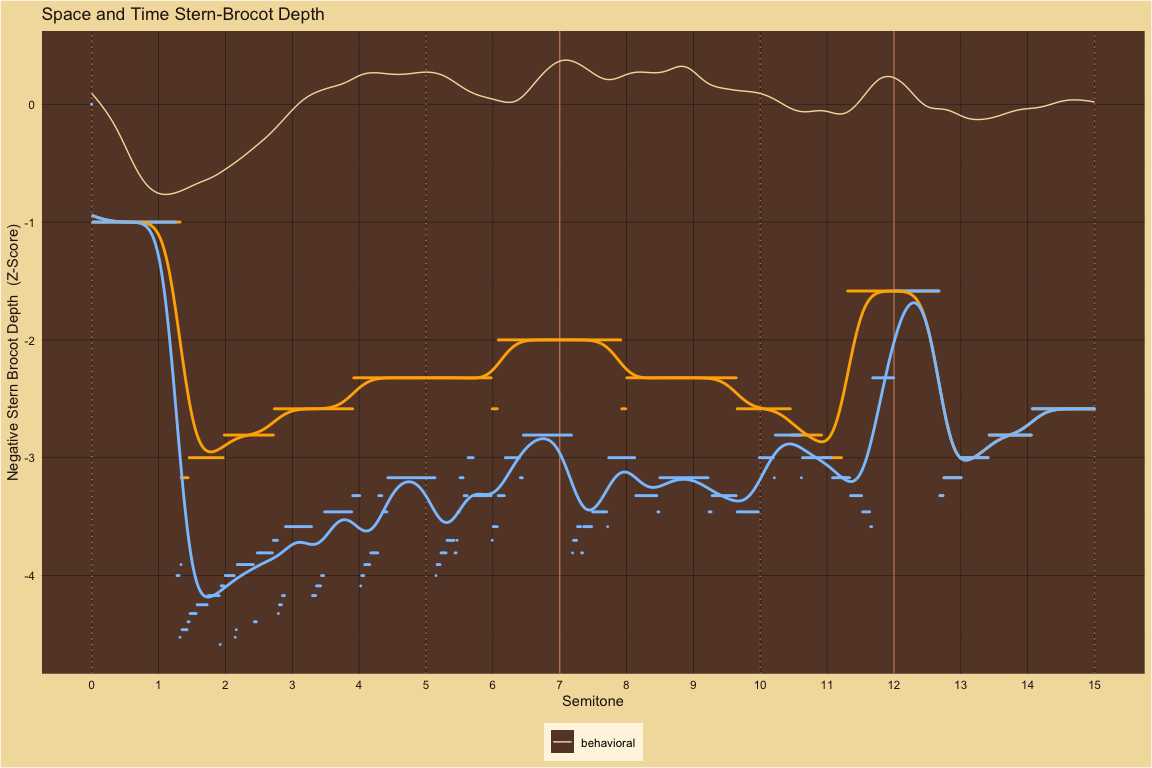 Space and Time Stern-Brocot Depth
Negative Stern Brocot Depth (Z-Score)
0
-1
-2
-3
-4
0 1 2 3 4 5 6 7 8 9 10 11 12 13 14 15
Semitone
behavioral